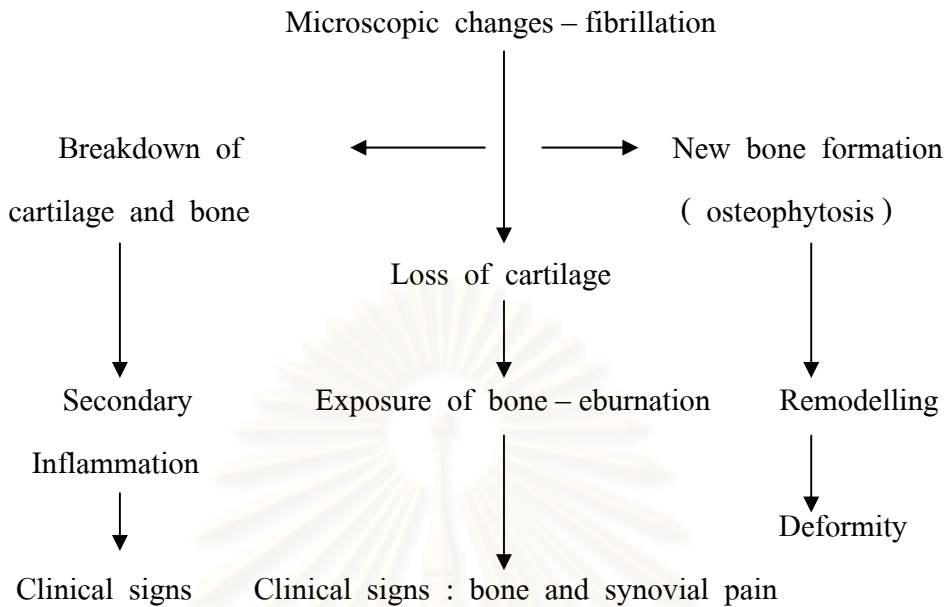 Microscopic changes – fibrillation
Breakdown of
cartilage and bone
New bone formation
( osteophytosis )
Loss of cartilage
Secondary
Inflammation
Exposure of bone – eburnation
Remodelling
Deformity
Clinical signs
Clinical signs : bone and synovial pain